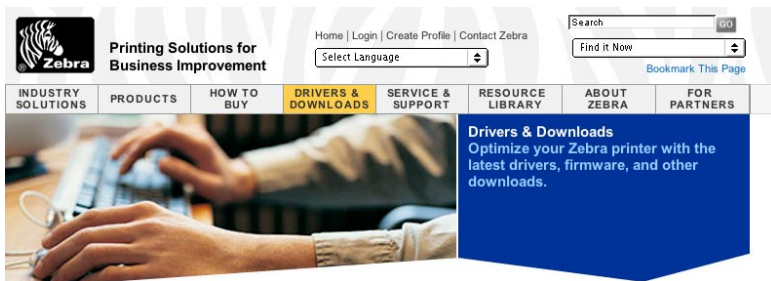 Zebra
Printing Solutions for
Business Improvement
Home | Login | Create Profile | Contact Zebra
Select Language
Search
GO
Find it Now
Bookmark This Page
INDUSTRY
SOLUTIONS
PRODUCTS
HOW TO
BUY
DRIVERS &
DOWNLOADS
SERVICE &
SUPPORT
RESOURCE
LIBRARY
ABOUT
ZEBRA
FOR
PARTNERS
Drivers & Downloads
Optimize your Zebra printer with the
latest drivers, firmware, and other
downloads.